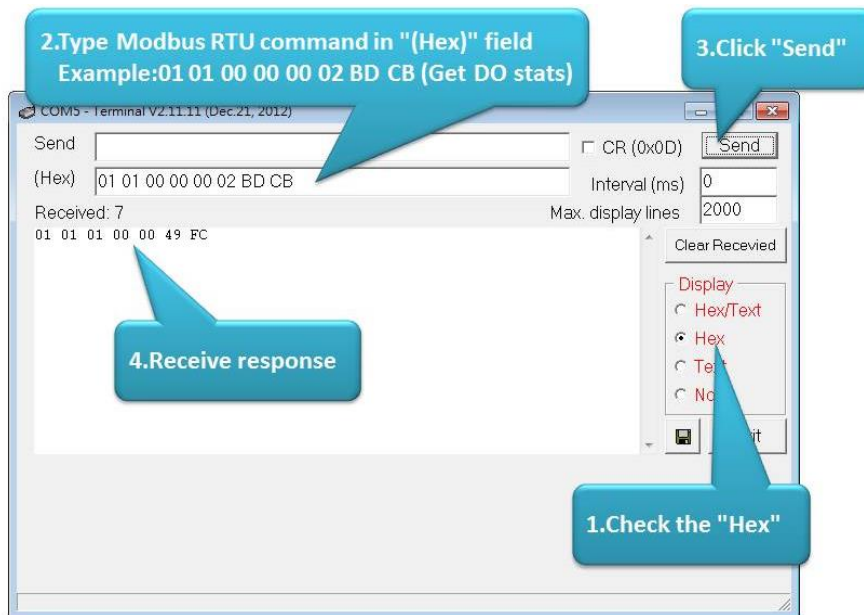 2.Type Modbus RTU command in "(Hex)" field
Example:01 01 00 00 00 02 BD CB (Get DO stats)
3.Click "Send"
COM5 - Terminal V2.11.11 (Dec.21, 2012)
Send
CR (0x0D)
Send
(Hex)
01 01 00 00 00 02 BD CB
Interval (ms)
0
Received: 7
Max. display lines
2000
01 01 01 00 00 49 FC
Clear Recevied
Display
Hex/Text
Hex
4.Receive response
1.Check the "Hex"